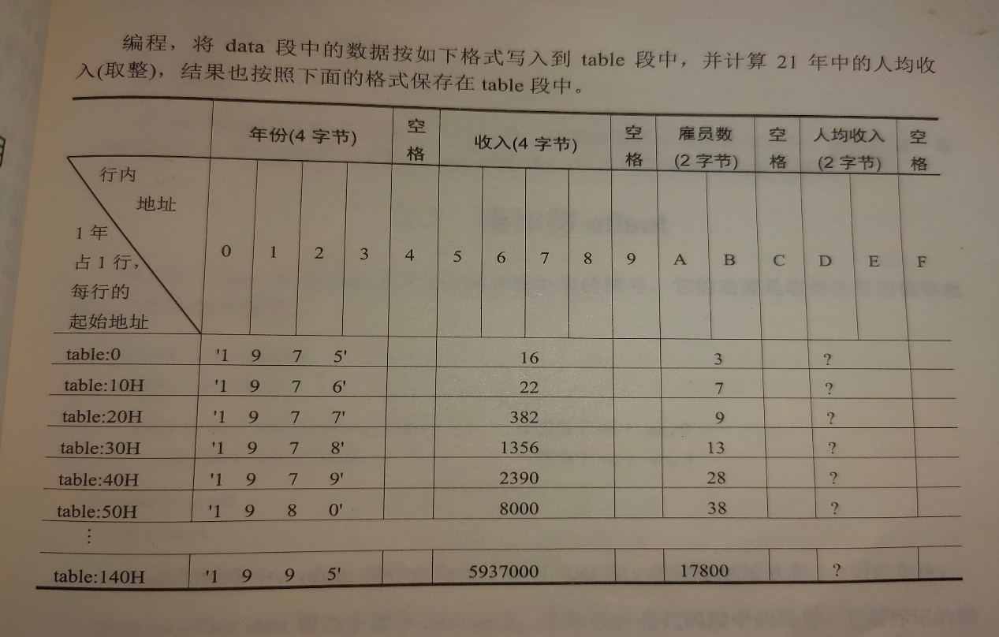 编程，将 data 段中的数据按如下格式写入到 table 段中，并计算 21 年中的人均收
入(取整)，结果也按照下面的格式保存在 table 段中。
年份(4 字节) 空格 收入(4 字节) 空格 雇员数(2 字节) 空格 人均收入(2 字节) 空格
行内
地址
1 年
占 1 行，
每行的
起始地址
0 1 2 3 4 5 6 7 8 9 A B C D E F
table:0 '1 9 7 5' 16 3 ?
table:10H '1 9 7 6' 22 7 ?
table:20H '1 9 7 7' 382 9 ?
table:30H '1 9 7 8' 1356 13 ?
table:40H '1 9 7 9' 2390 28 ?
table:50H '1 9 8 0' 8000 38 ?
⋮
table:140H '1 9 9 5' 5937000 17800 ?